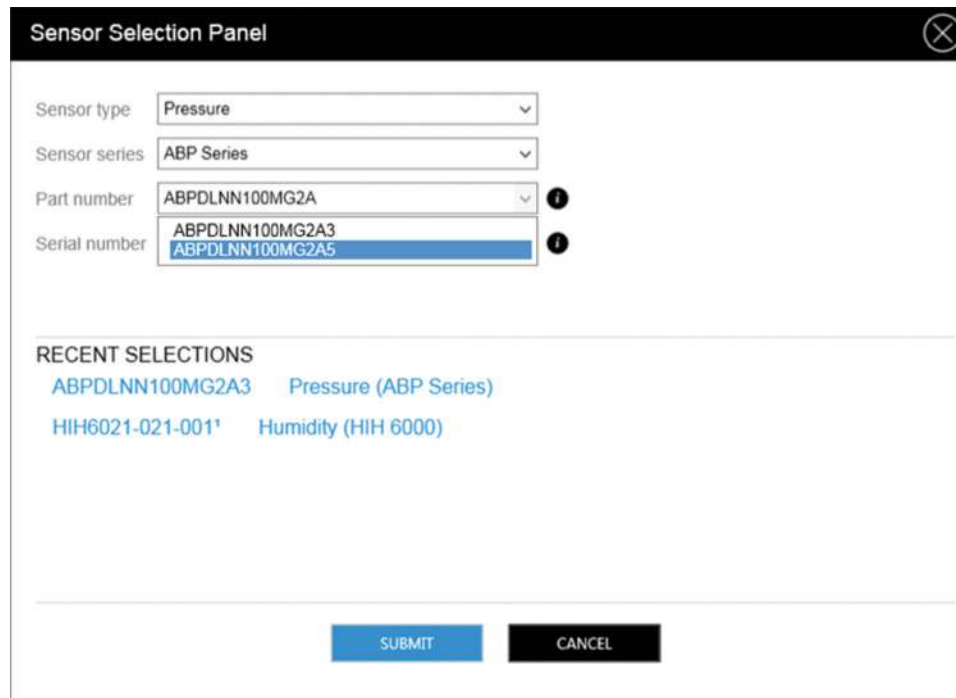 Sensor Selection Panel
Sensor type Pressure
Sensor series ABP Series
Part number ABPDLNN100MG2A
ABPDLNN100MG2A3
Serial number ABPDLNN100MG2A5
RECENT SELECTIONS
ABPDLNN100MG2A3 Pressure (ABP Series)
HIH6021-021-001¹ Humidity (HIH 6000)
SUBMIT CANCEL